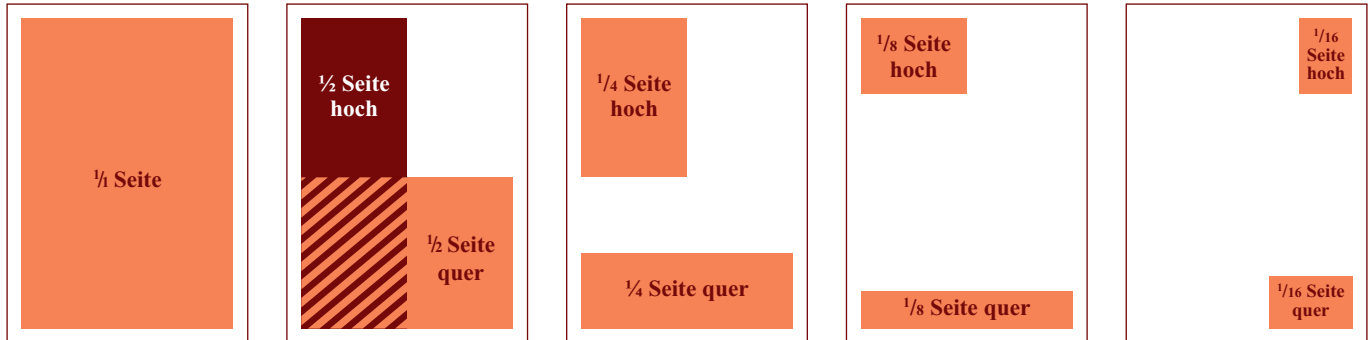 1/1 Seite
½ Seite
hoch
½ Seite
quer
1/4 Seite
hoch
¼ Seite quer
1/8 Seite
hoch
1/8 Seite quer
1/16
Seite
hoch
1/16 Seite
quer